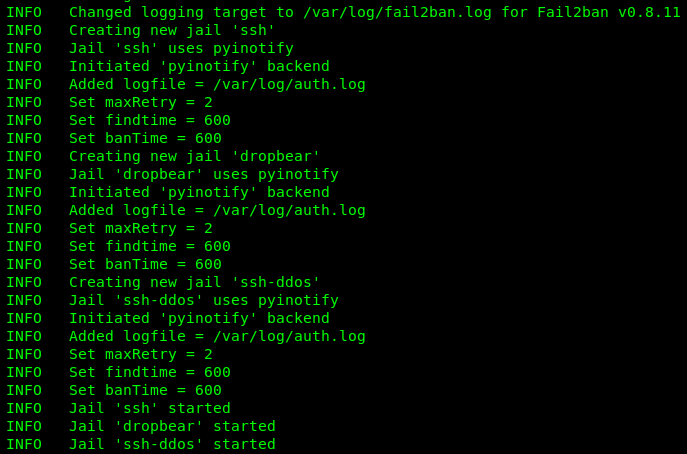 INFO   Changed logging target to /var/log/fail2ban.log for Fail2ban v0.8.11
INFO   Creating new jail 'ssh'
INFO   Jail 'ssh' uses pyinotify
INFO   Initiated 'pyinotify' backend
INFO   Added logfile = /var/log/auth.log
INFO   Set maxRetry = 2
INFO   Set findtime = 600
INFO   Set banTime = 600
INFO   Creating new jail 'dropbear'
INFO   Jail 'dropbear' uses pyinotify
INFO   Initiated 'pyinotify' backend
INFO   Added logfile = /var/log/auth.log
INFO   Set maxRetry = 2
INFO   Set findtime = 600
INFO   Set banTime = 600
INFO   Creating new jail 'ssh-ddos'
INFO   Jail 'ssh-ddos' uses pyinotify
INFO   Initiated 'pyinotify' backend
INFO   Added logfile = /var/log/auth.log
INFO   Set maxRetry = 2
INFO   Set findtime = 600
INFO   Set banTime = 600
INFO   Jail 'ssh' started
INFO   Jail 'dropbear' started
INFO   Jail 'ssh-ddos' started